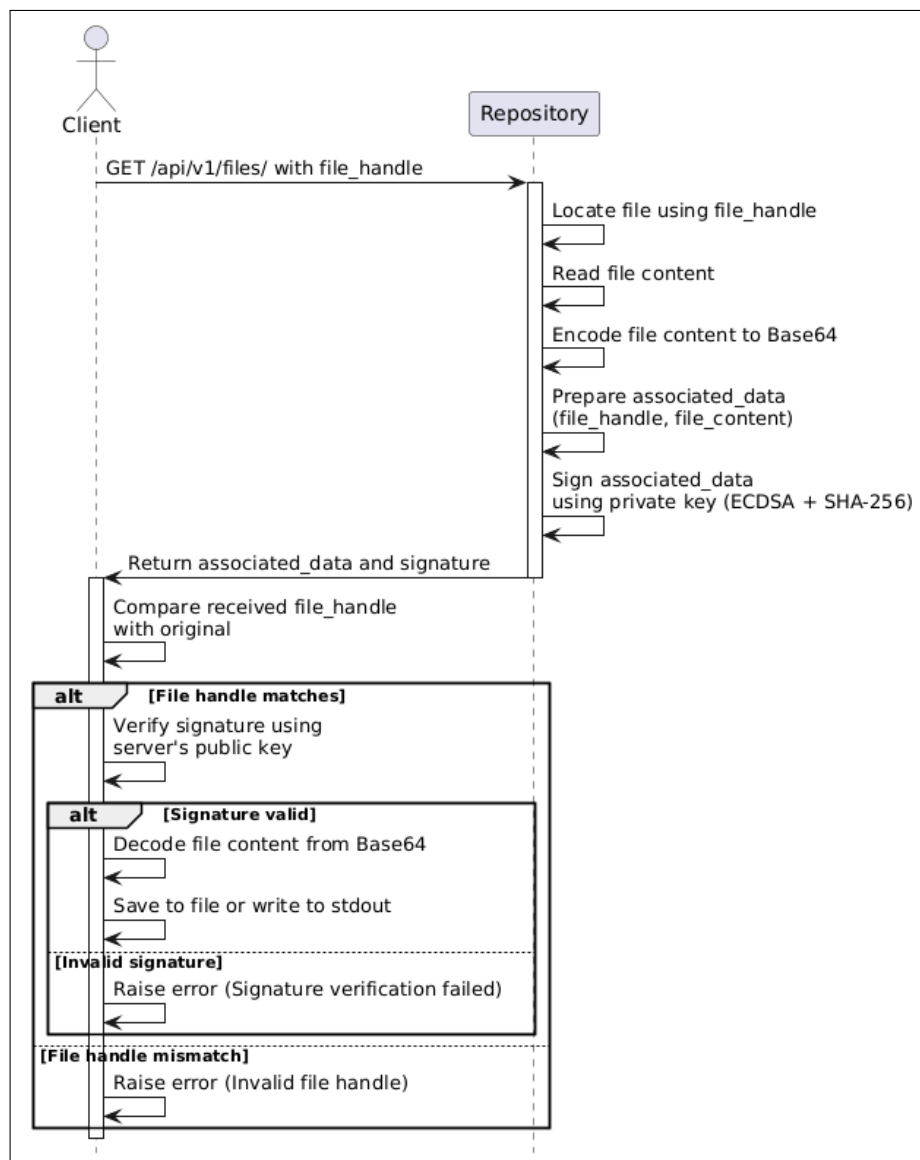 Client
Repository
GET /api/v1/files/ with file_handle
Locate file using file_handle
Read file content
Encode file content to Base64
Prepare associated_data
(file_handle, file_content)
Sign associated_data
using private key (ECDSA + SHA-256)
Return associated_data and signature
Compare received file_handle
with original
alt [File handle matches]
Verify signature using
server's public key
alt [Signature valid]
Decode file content from Base64
Save to file or write to stdout
[Invalid signature]
Raise error (Signature verification failed)
[File handle mismatch]
Raise error (Invalid file handle)